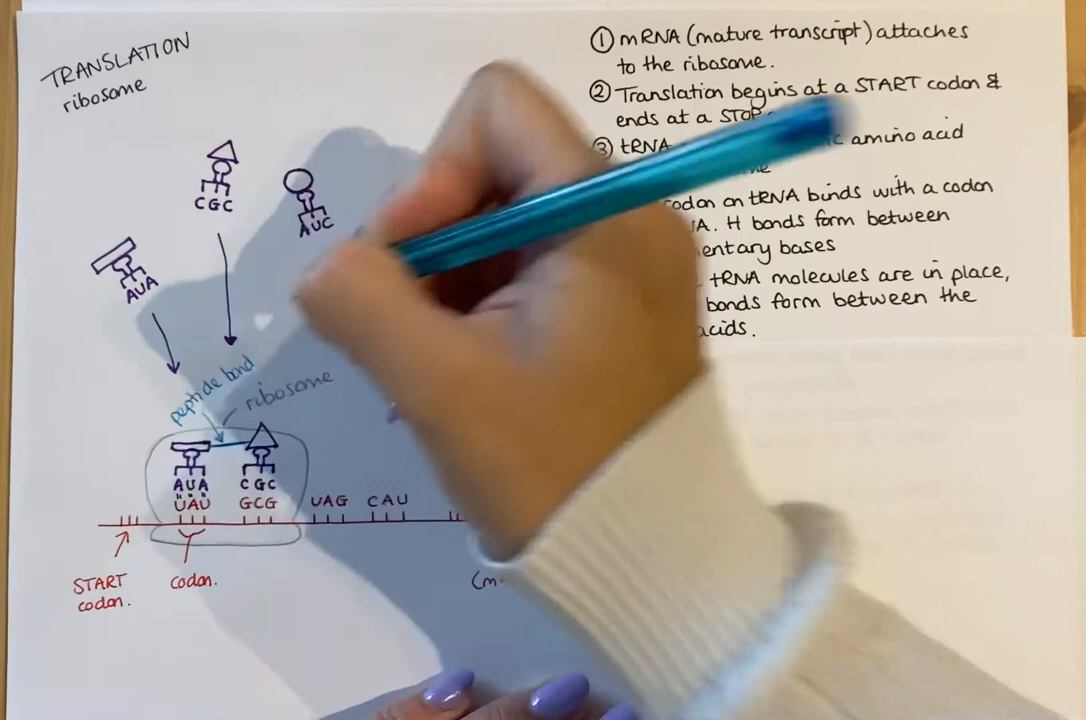 TRANSLATION
ribosome
① mRNA (mature transcript) attaches
to the ribosome.
② Translation begins at a START codon &
ends at a STOP
③ tRNA amino acid
codon on tRNA binds with a codon
H bonds form between
bases
tRNA molecules are in place,
bonds form between the
CGC
AUC
AUA
peptide bond
ribosome
AUA CGC
UAU GCG UAG CAU
START
codon.
codon.